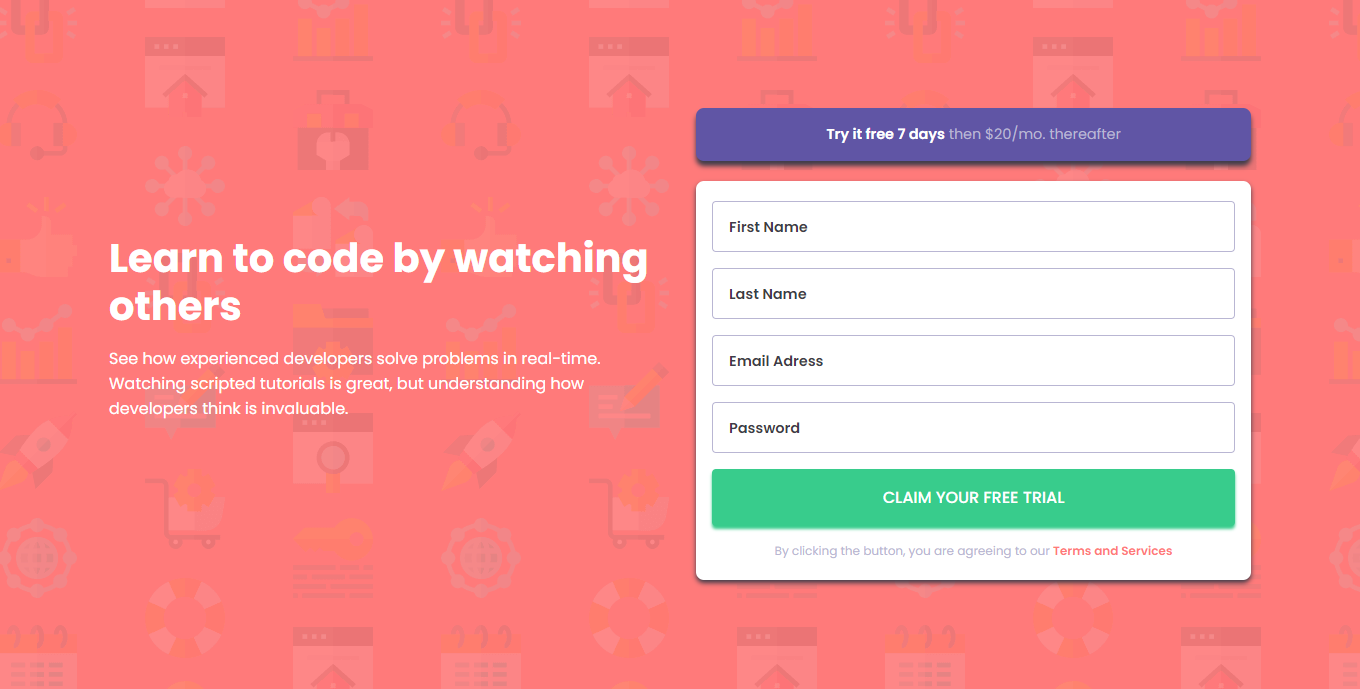 Learn to code by watching
others
See how experienced developers solve problems in real-time.
Watching scripted tutorials is great, but understanding how
developers think is invaluable.
Try it free 7 days then $20/mo. thereafter
First Name
Last Name
Email Adress
Password
CLAIM YOUR FREE TRIAL
By clicking the button, you are agreeing to our Terms and Services